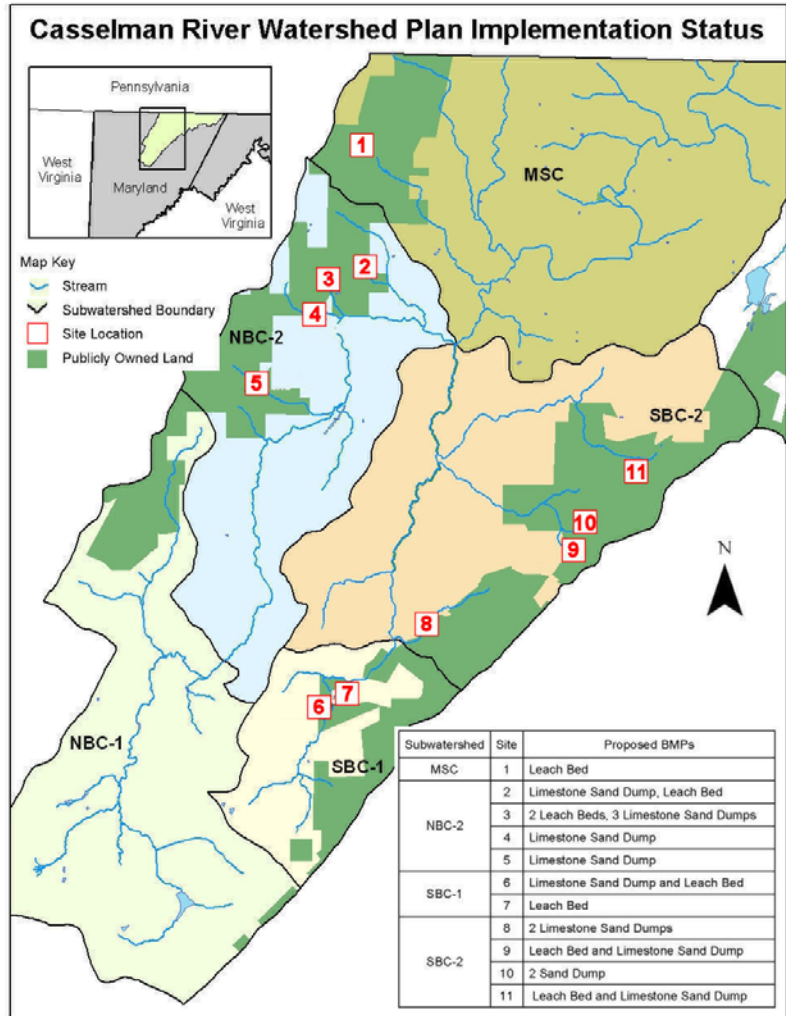 Casselman River Watershed Plan Implementation Status
Pennsylvania
West
Virginia
Maryland
West
Virginia
Map Key
Stream
Subwatershed Boundary
Site Location
Publicly Owned Land
1
MSC
2
3
4
NBC-2
5
SBC-2
11
10
9
N
8
7
6
NBC-1
SBC-1
Subwatershed Site Proposed BMPs
MSC 1 Leach Bed
NBC-2 2 Limestone Sand Dump, Leach Bed
3 2 Leach Beds, 3 Limestone Sand Dumps
4 Limestone Sand Dump
5 Limestone Sand Dump
SBC-1 6 Limestone Sand Dump and Leach Bed
7 Leach Bed
SBC-2 8 2 Limestone Sand Dumps
9 Leach Bed and Limestone Sand Dump
10 2 Sand Dump
11 Leach Bed and Limestone Sand Dump